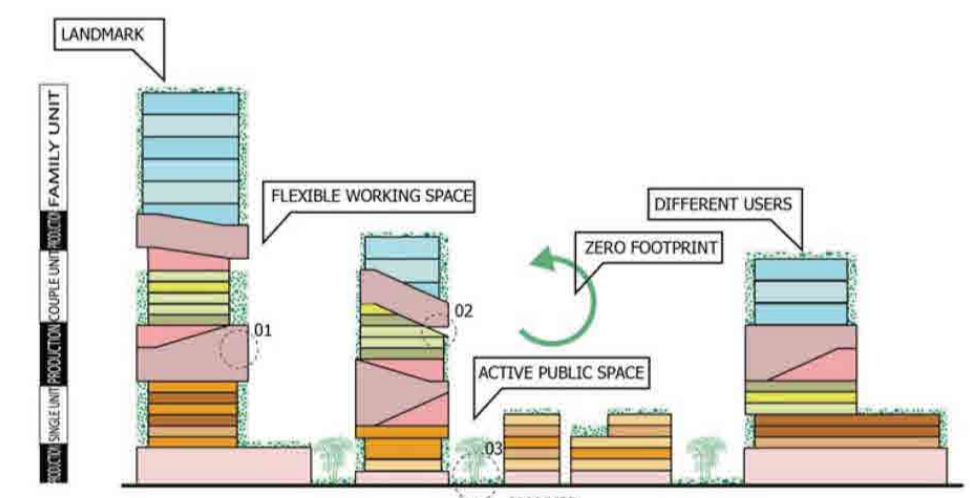 LANDMARK
FLEXIBLE WORKING SPACE
DIFFERENT USERS
ZERO FOOTPRINT
ACTIVE PUBLIC SPACE
01
02
03
FAMILY UNIT
PRODUCTION
COUPLE UNIT
PRODUCTION
SINGLE UNIT
PRODUCTION